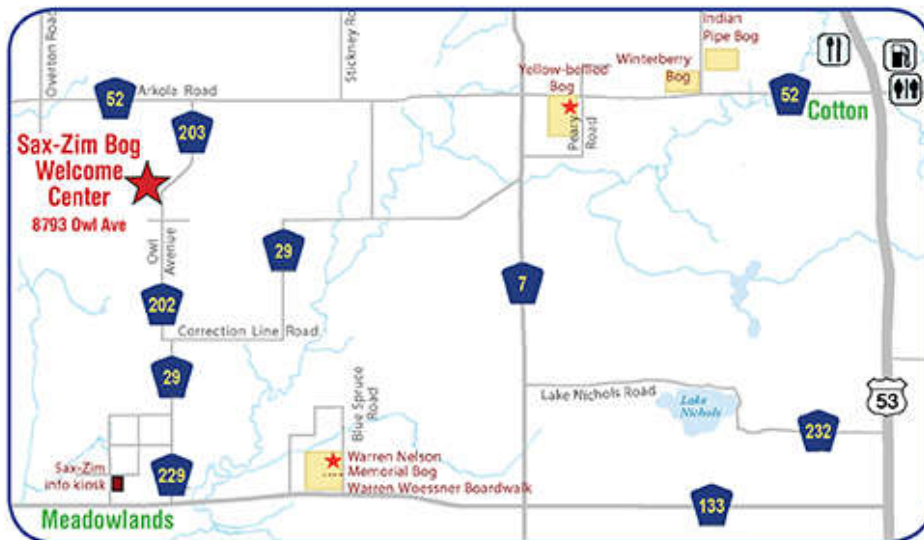 Indian
Pipe Bog
Overton Road
Stickney Ro
Yellow-bellied
Bog
Winterberry
Bog
52
Arkola Road
52
Cotton
203
Peary
Road
Sax-Zim Bog
Welcome
Center
8793 Owl Ave
Owl
Avenue
29
7
202
Correction Line Road
29
Blue Spruce
Road
Lake Nichols Road
Lake
Nichols
53
232
Sax-Zim
info kiosk
229
Warren Nelson
Memorial Bog
Warren Woessner Boardwalk
133
Meadowlands